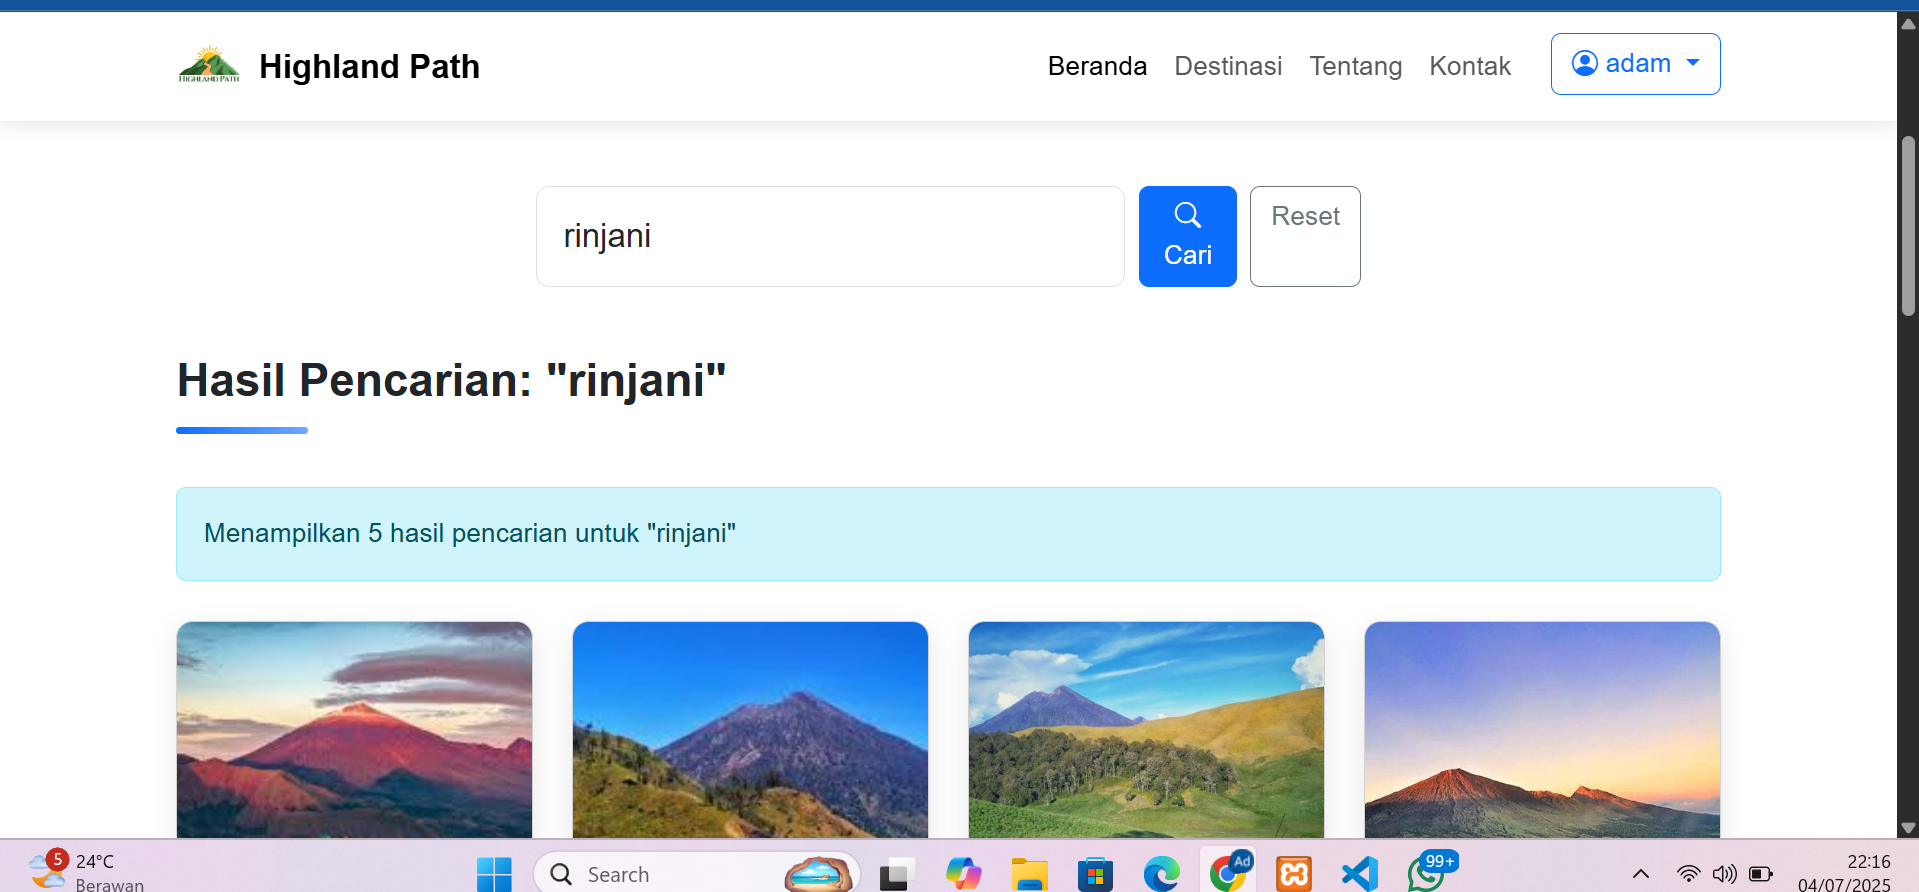 HIGHLAND PATH
Highland Path
Beranda
Destinasi
Tentang
Kontak
adam
rinjani
Cari
Reset
Hasil Pencarian: "rinjani"
Menampilkan 5 hasil pencarian untuk "rinjani"
5
24°C
Berawan
Search
Ad
99+
22:16
04/07/2025